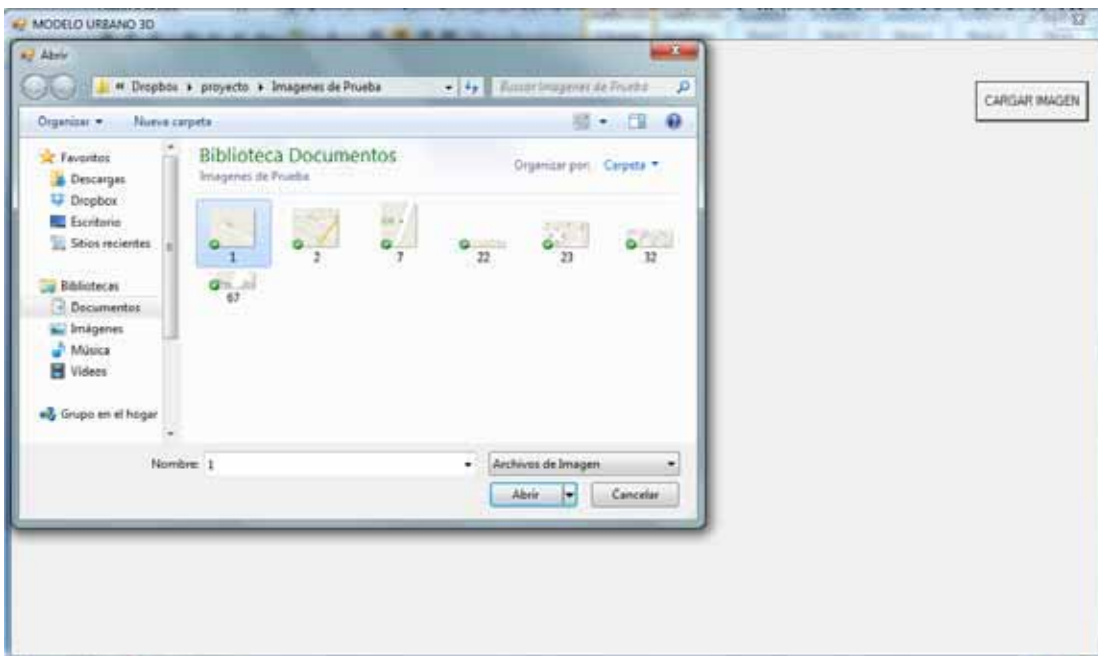 MODELO URBANO 3D
Abrir
« Dropbox ▸ proyecto ▸ Imagenes de Prueba
Buscar Imagenes de Prueba
CARGAR IMAGEN
Organizar
Nueva carpeta
Favoritos
Descargas
Dropbox
Escritorio
Sitios recientes
Bibliotecas
Documentos
Imágenes
Música
Vídeos
Grupo en el hogar
Biblioteca Documentos
Imagenes de Prueba
Organizar por: Carpeta
1 2 7 22 23 32
67
Nombre: 1
Archivos de Imagen
Abrir
Cancelar